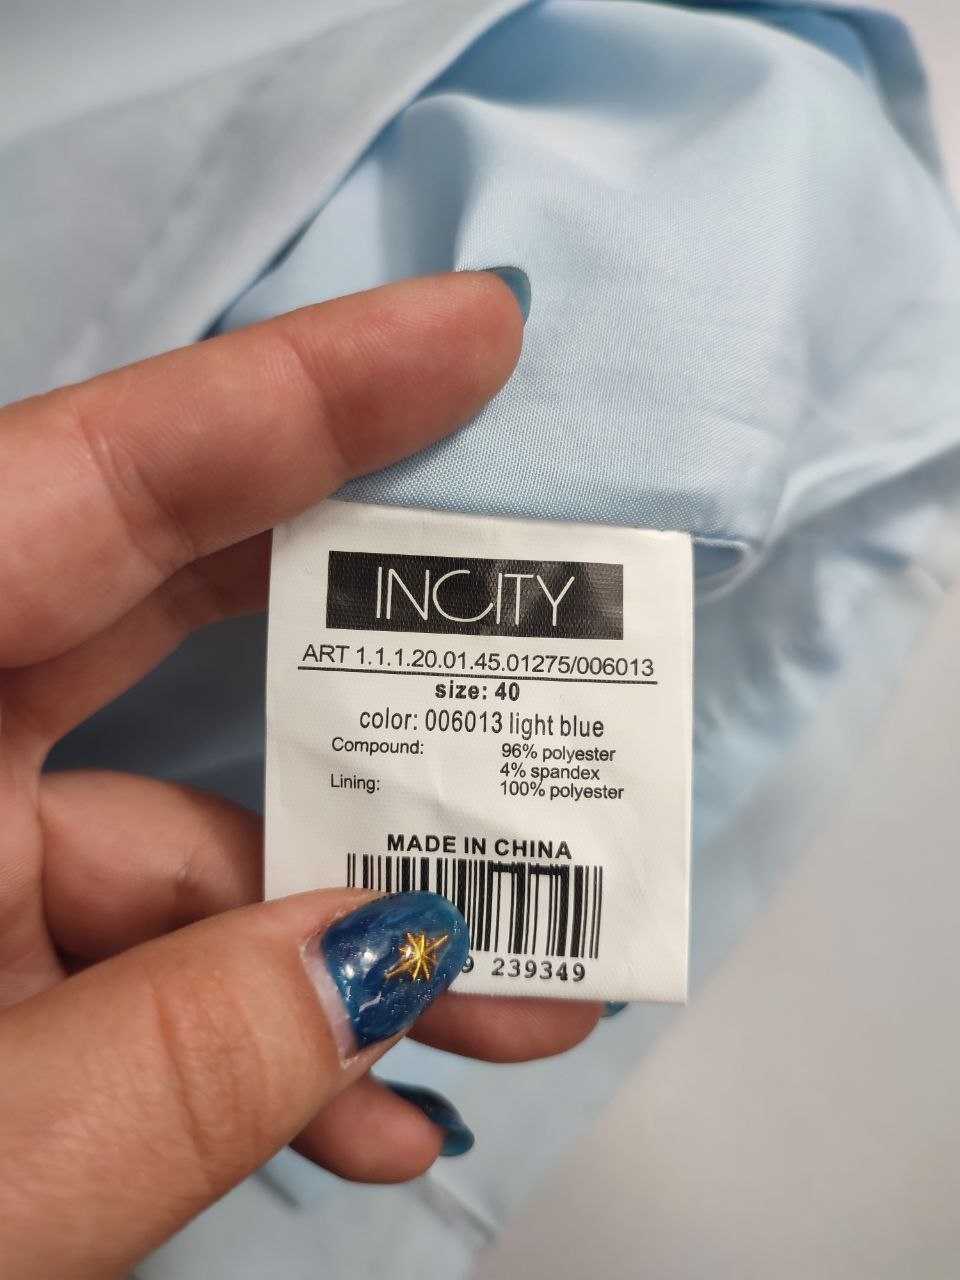 INCITY
ART 1.1.1.20.01.45.01275/006013
size: 40
color: 006013 light blue
Compound: 96% polyester
4% spandex
Lining: 100% polyester
MADE IN CHINA
9 239349